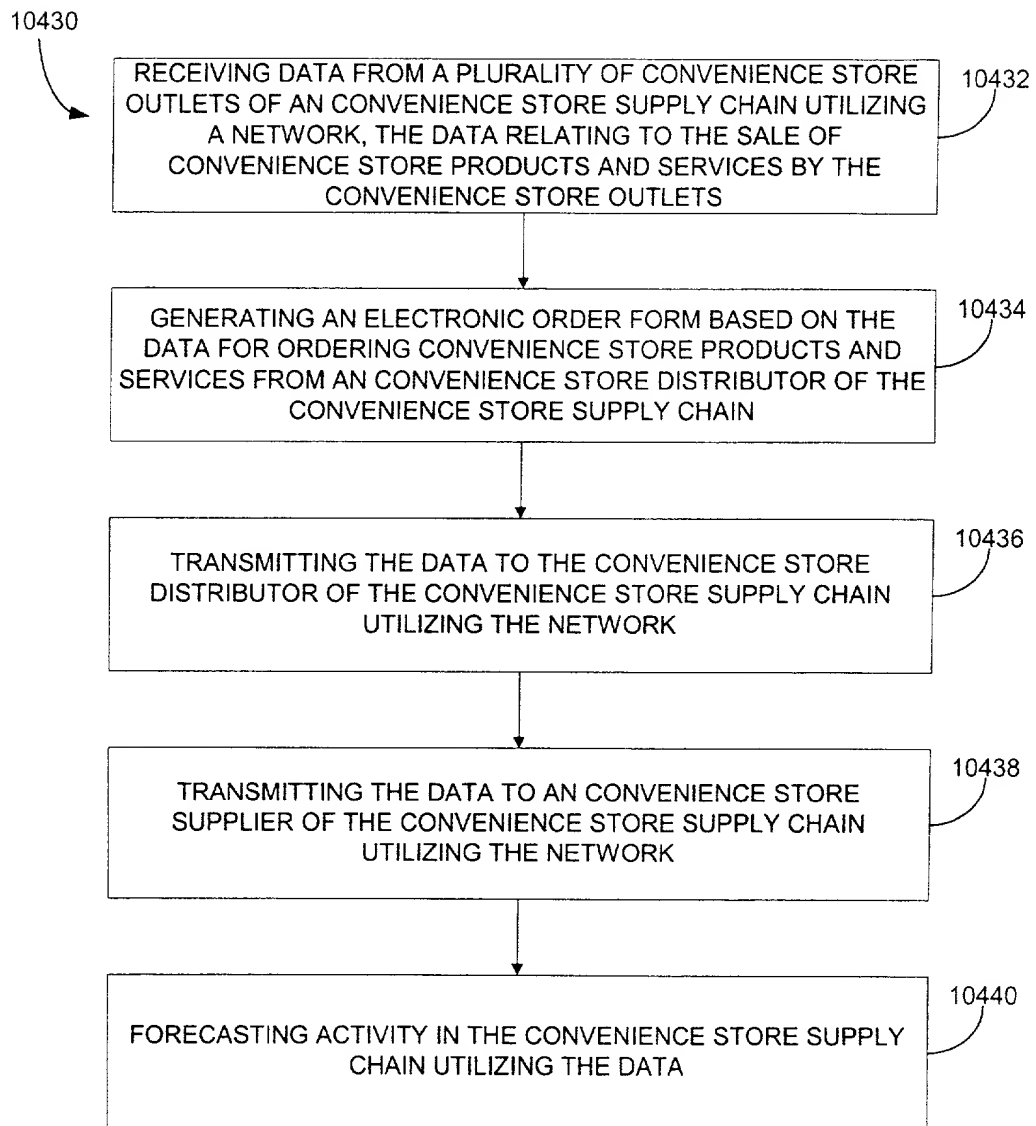 10430
RECEIVING DATA FROM A PLURALITY OF CONVENIENCE STORE
OUTLETS OF AN CONVENIENCE STORE SUPPLY CHAIN UTILIZING
A NETWORK, THE DATA RELATING TO THE SALE OF
CONVENIENCE STORE PRODUCTS AND SERVICES BY THE
CONVENIENCE STORE OUTLETS
10432
GENERATING AN ELECTRONIC ORDER FORM BASED ON THE
DATA FOR ORDERING CONVENIENCE STORE PRODUCTS AND
SERVICES FROM AN CONVENIENCE STORE DISTRIBUTOR OF THE
CONVENIENCE STORE SUPPLY CHAIN
10434
TRANSMITTING THE DATA TO THE CONVENIENCE STORE
DISTRIBUTOR OF THE CONVENIENCE STORE SUPPLY CHAIN
UTILIZING THE NETWORK
10436
TRANSMITTING THE DATA TO AN CONVENIENCE STORE
SUPPLIER OF THE CONVENIENCE STORE SUPPLY CHAIN
UTILIZING THE NETWORK
10438
FORECASTING ACTIVITY IN THE CONVENIENCE STORE SUPPLY
CHAIN UTILIZING THE DATA
10440